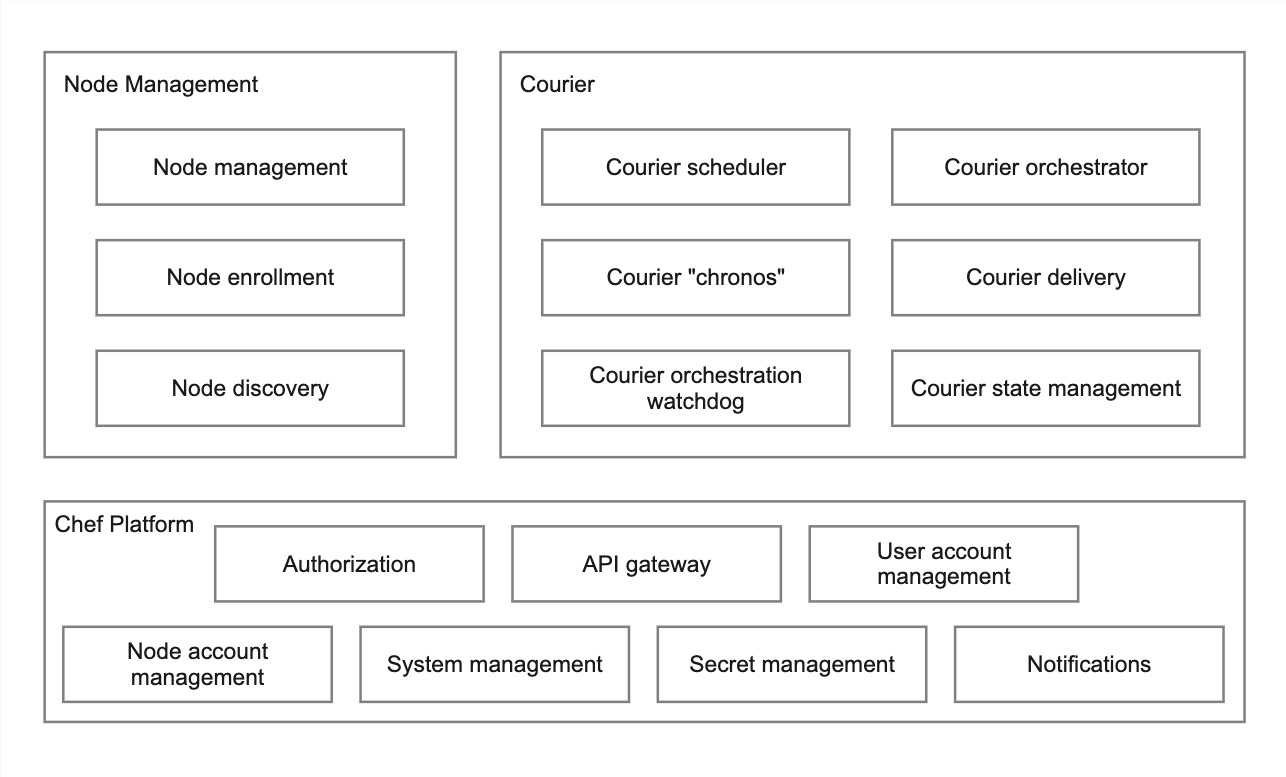 Node Management
Node management
Node enrollment
Node discovery
Courier
Courier scheduler
Courier orchestrator
Courier "chronos"
Courier delivery
Courier orchestration
watchdog
Courier state management
Chef Platform
Authorization
API gateway
User account
management
Node account
management
System management
Secret management
Notifications